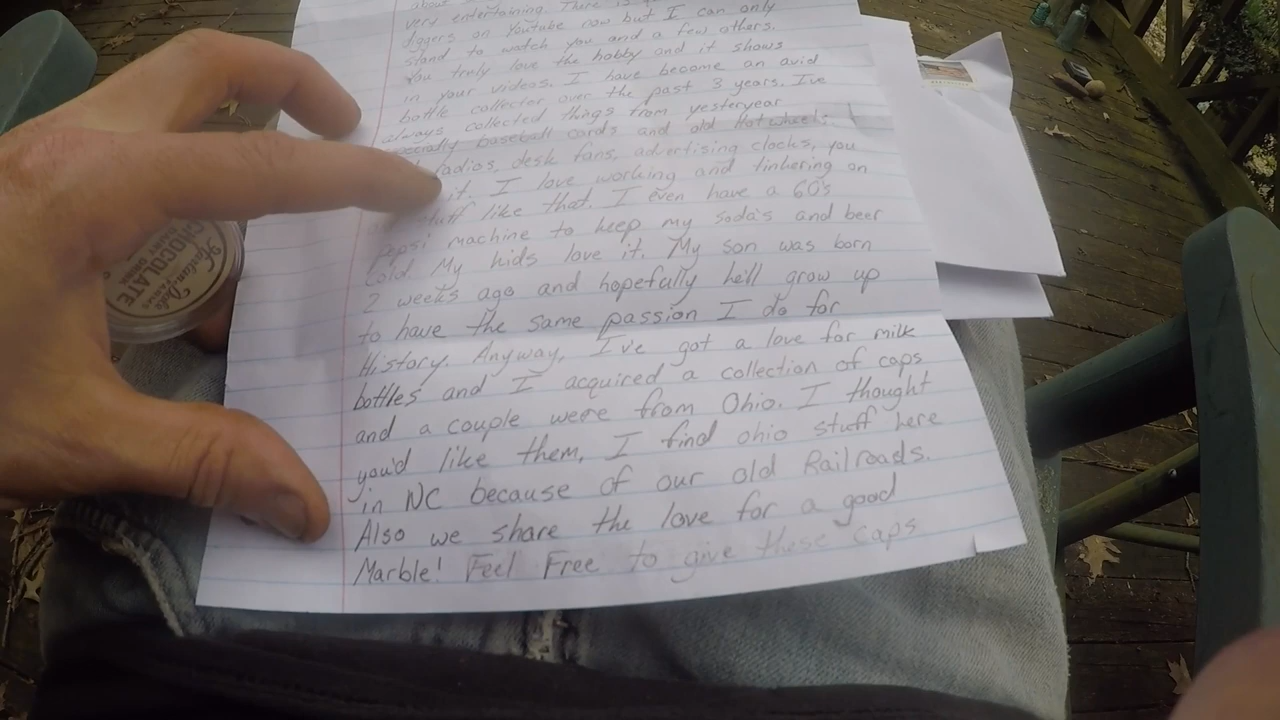 about
very entertaining. There is
diggers on Youtube now but I can only
stand to watch you and a few others.
You truly love the hobby and it shows
in your videos. I have become an avid
bottle collector over the past 3 years. I've
always collected things from yesteryear
baseball cards and old Hotwheels
radios, desk fans, advertising clocks, you
it. I love working and tinkering on
stuff like that. I even have a 60's
Pepsi machine to keep my soda's and beer
cold. My kids love it. My son was born
2 weeks ago and hopefully he'll grow up
to have the same passion I do for
History. Anyway, I've got a love for milk
bottles and I acquired a collection of caps
and a couple were from Ohio. I thought
you'd like them. I find ohio stuff here
in NC because of our old Railroads.
Also we share the love for a good
Marble! Feel Free to give these caps
CHOCOLATE